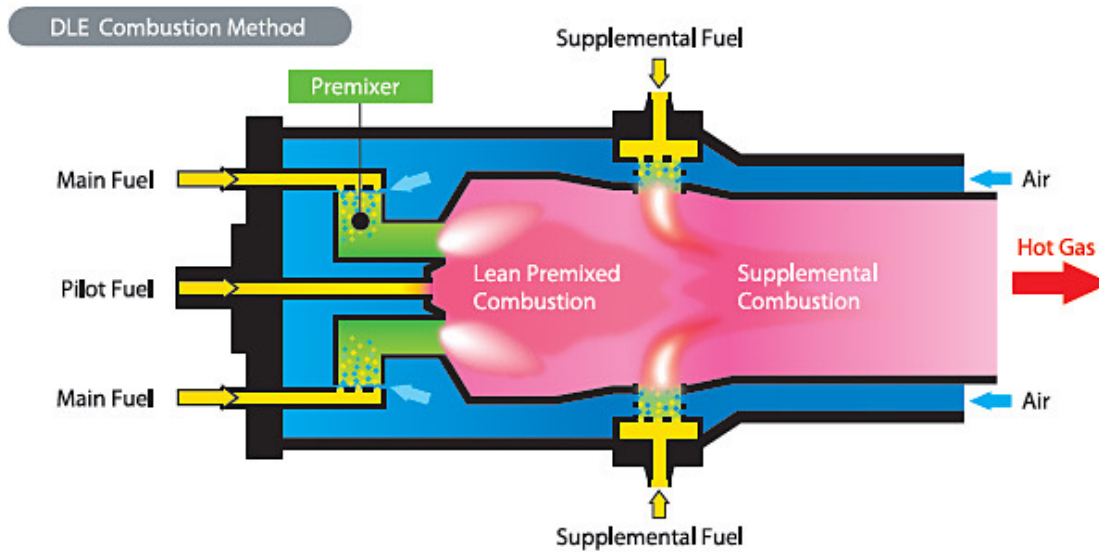 DLE Combustion Method
Supplemental Fuel
Premixer
Main Fuel
Air
Hot Gas
Pilot Fuel
Lean Premixed
Combustion
Supplemental
Combustion
Main Fuel
Air
Supplemental Fuel